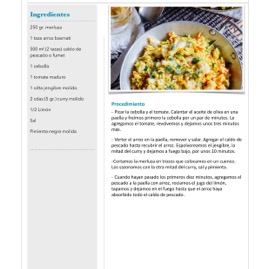 Ingredientes
250 gr merluza
1 taza arroz basmati
500 ml (2 tazas) caldo de
pescado o fumet
1 cebolla
1 tomate maduro
1 cdta jengibre molido
2 cdas(5 gr.) curry molido
1/2 Limón
Sal
Pimienta negra molida
Procedimiento
- Picar la cebolla y el tomate. Calentar el aceite de oliva en una
paella y freímos primero la cebolla por un par de minutos. La
agregamos el tomate, revolvemos y dejamos unos tres minutos
más.
- Verter el arroz en la paella, remover y salar. Agregar el caldo de
pescado hasta recubrir el arroz. Espolvoreamos el jengibre, la
mitad del curry y dejamos a fuego bajo, por unos 10 minutos.
-Cortamos la merluza en trozos que colocamos en un cuenco.
Los sazonamos con la otra mitad del curry, sal y pimienta.
- Cuando hayan pasado los primeros diez minutos, agregamos el
pescado a la paella con arroz, rociamos el jugo del limón,
tapamos y dejamos en el fuego hasta que el arroz haya
absorbido todo el caldo de pescado.